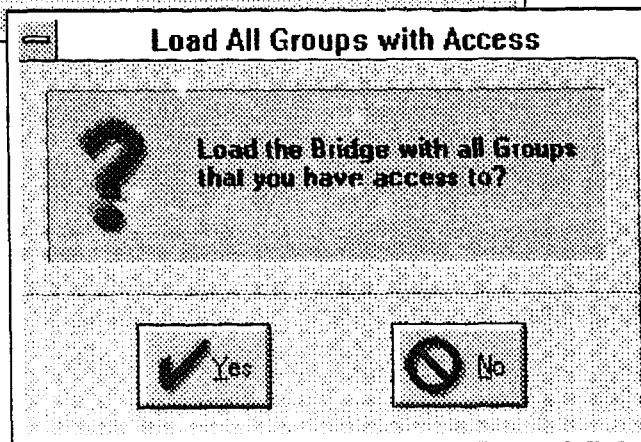 Load All Groups with Access
Load the Bridge with all Groups
that you have access to?
Yes
No